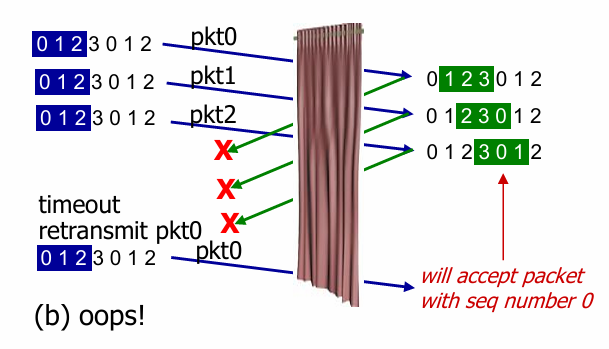 0 1 2 3 0 1 2 pkt0
0 1 2 3 0 1 2
0 1 2 3 0 1 2 pkt1
0 1 2 3 0 1 2
0 1 2 3 0 1 2 pkt2
0 1 2 3 0 1 2
X
X
X
timeout
retransmit pkt0
0 1 2 3 0 1 2 pkt0
will accept packet
with seq number 0
(b) oops!